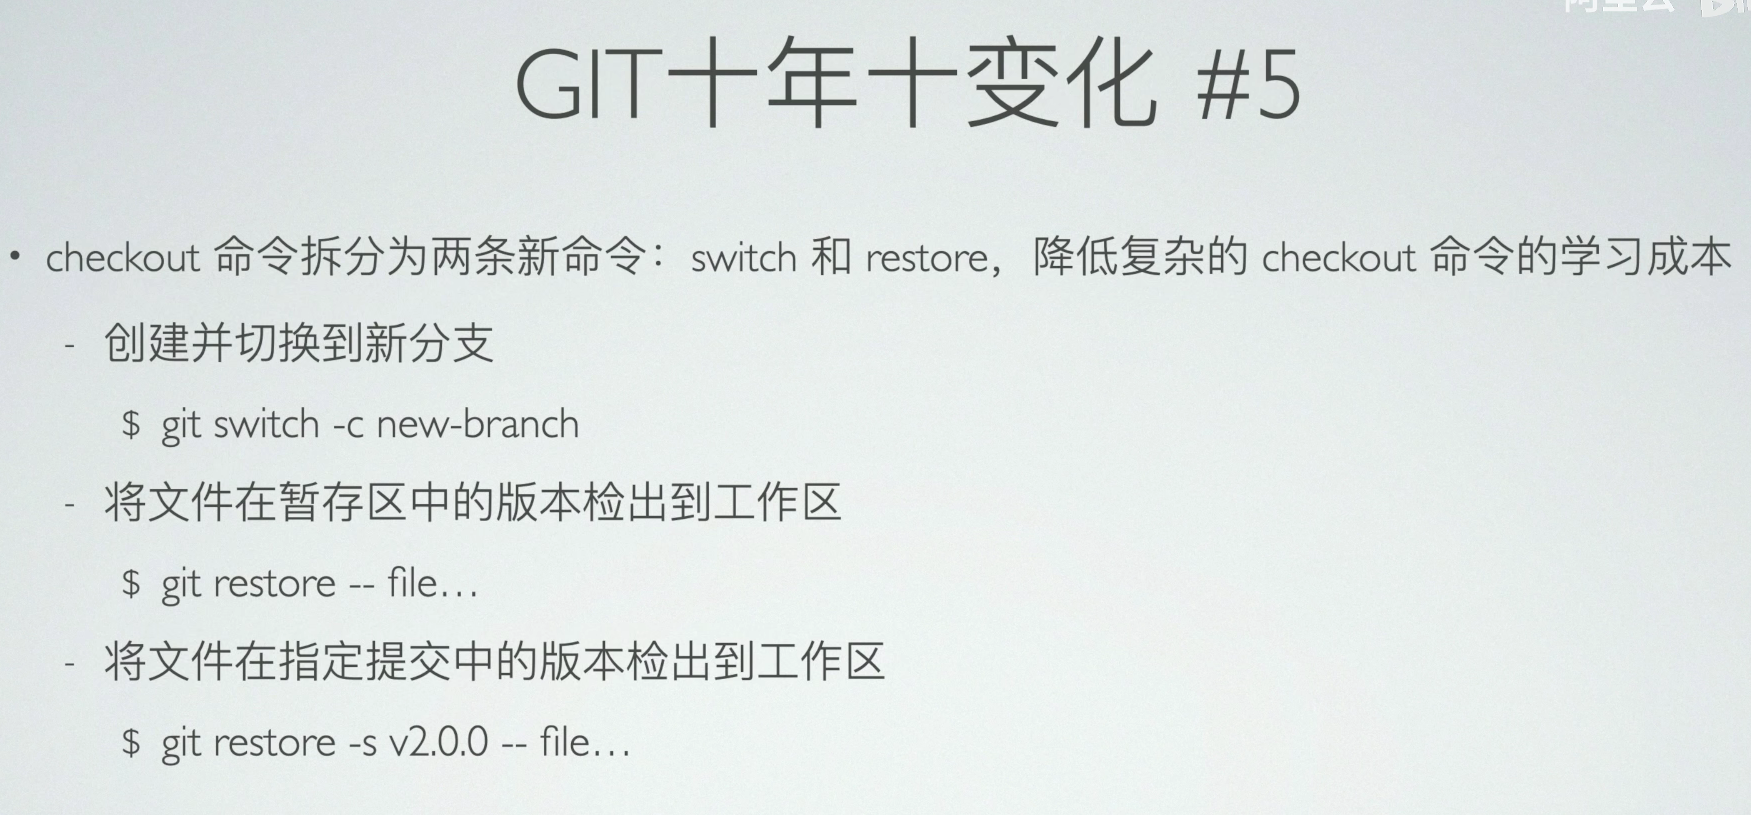 GIT十年十变化 #5
• checkout 命令拆分为两条新命令：switch 和 restore，降低复杂的 checkout 命令的学习成本
- 创建并切换到新分支
$ git switch -c new-branch
- 将文件在暂存区中的版本检出到工作区
$ git restore -- file…
- 将文件在指定提交中的版本检出到工作区
$ git restore -s v2.0.0 -- file…